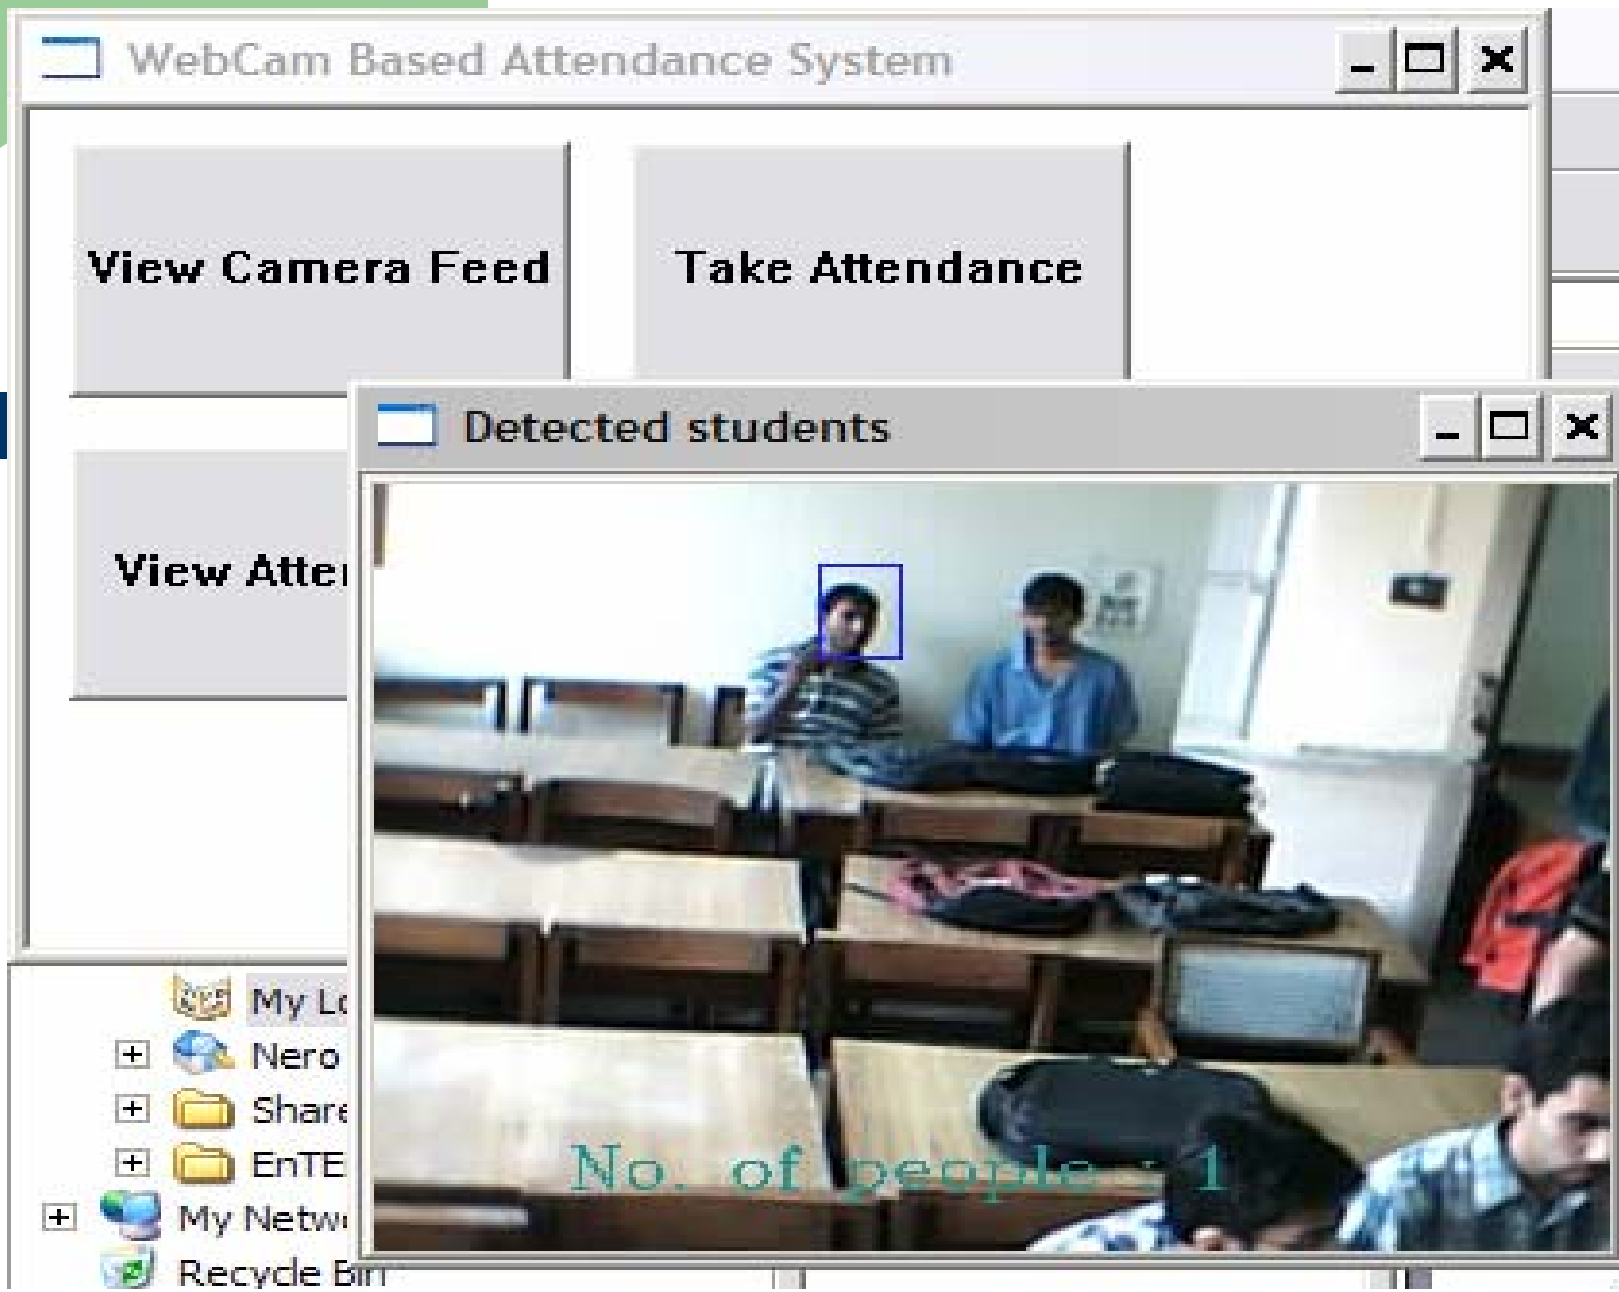 WebCam Based Attendance System
View Camera Feed
Take Attendance
Detected students
View Atte
No. of people : 1
My Lo
Nero
Share
EnTE
My Netw
Recycle Bin